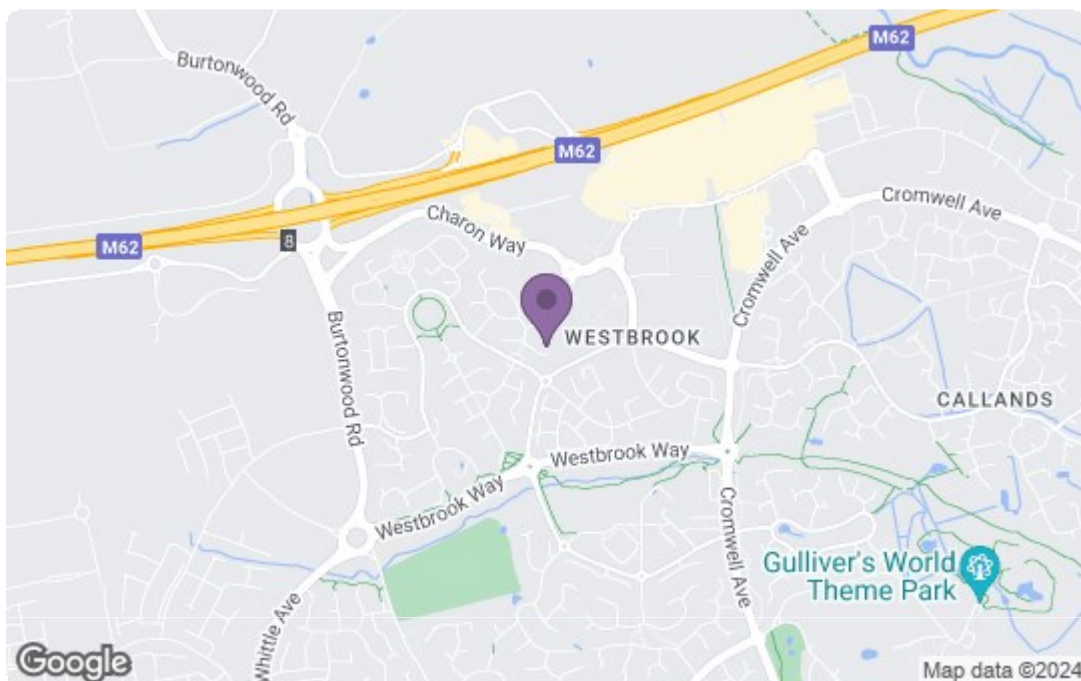 M62
Burtonwood Rd
M62
Cromwell Ave
Charon Way
M62
8
WESTBROOK
Cromwell Ave
Burtonwood Rd
CALLANDS
Westbrook Way
Westbrook Way
Cromwell Ave
Gulliver's World
Theme Park
Whittle Ave
Google
Map data ©2024